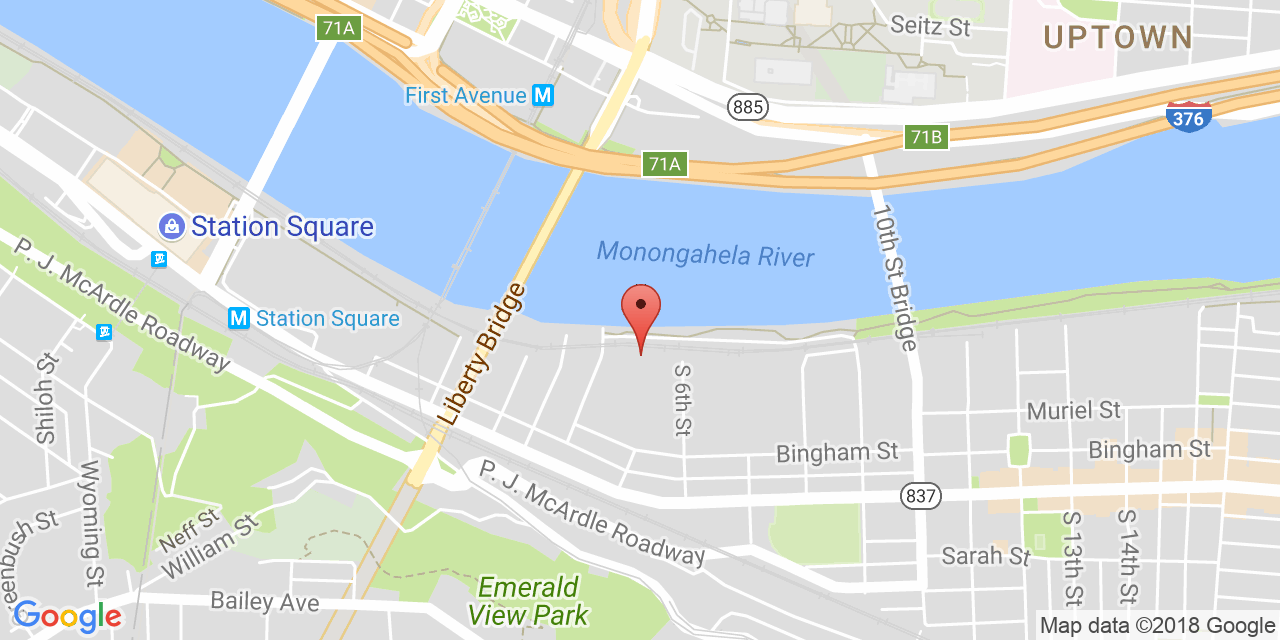 71A
Seitz St
UPTOWN
First Avenue M
885
376
71B
71A
Station Square
10th St Bridge
Monongahela River
P. J. McArdle Roadway
M Station Square
Liberty Bridge
Shiloh St
S 6th St
Muriel St
Bingham St
Bingham St
Wyoming St
P. J. McArdle Roadway
837
Neff St
William St
S 13th St
S 14th St
Sarah St
Emerald
View Park
Bailey Ave
Google
Map data ©2018 Google